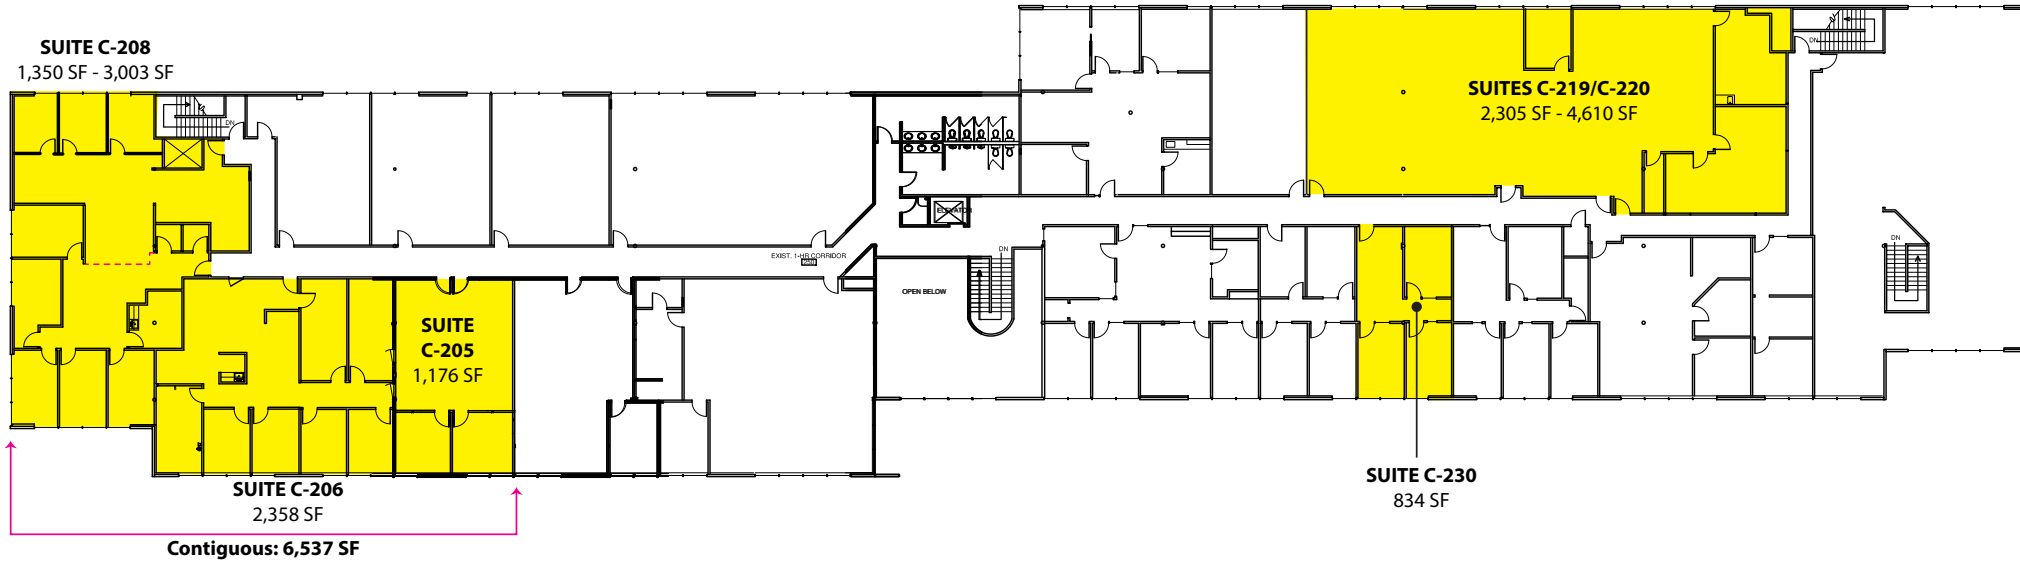 SUITE C-208
1,350 SF - 3,003 SF
DN
SUITES C-219/C-220
2,305 SF - 4,610 SF
DN
ELEVATOR
EXIST. 1-HR CORRIDOR
DN
OPEN BELOW
DN
SUITE
C-205
1,176 SF
SUITE C-206
2,358 SF
SUITE C-230
834 SF
Contiguous: 6,537 SF